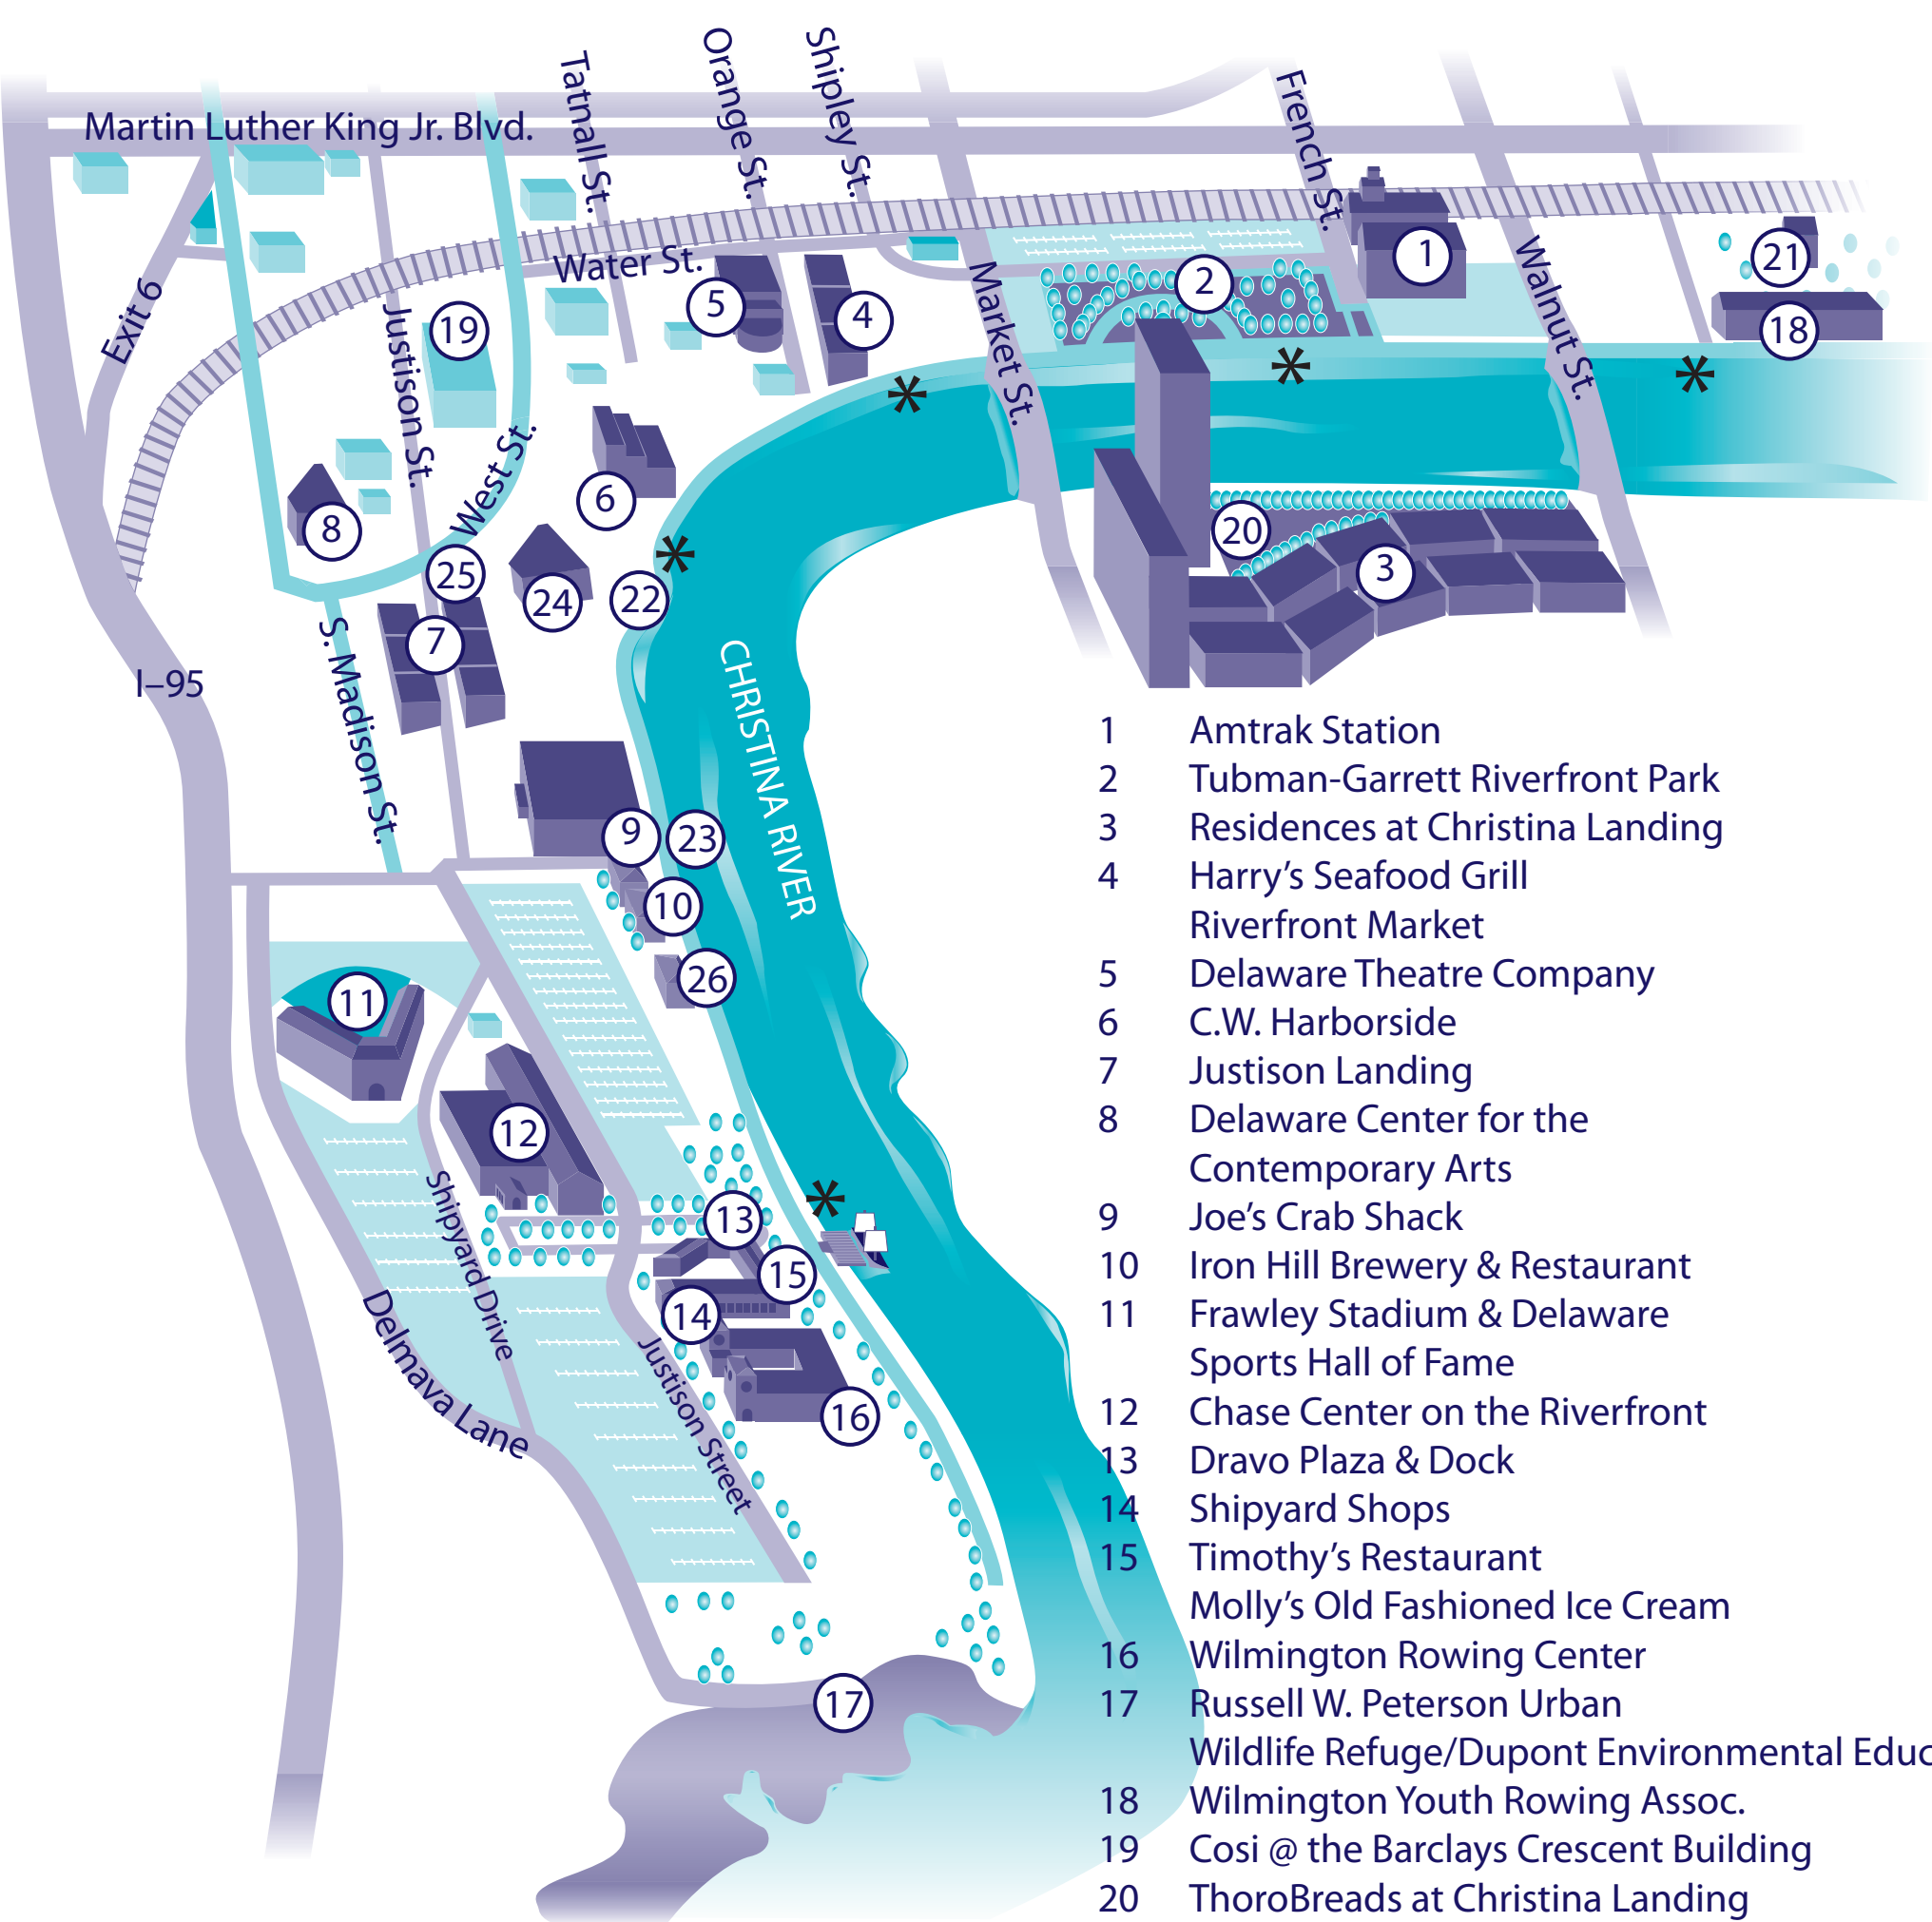 Martin Luther King Jr. Blvd.
Tatnall St.
Orange St.
Shipley St.
French St.
Exit 6
Water St.
Justison St.
Market St.
Walnut St.
West St.
S. Madison St.
I–95
CHRISTINA RIVER
Shipyard Drive
Delmava Lane
Justison Street
1
2
21
5
4
18
19
6
8
20
25
3
24
22
7
9
23
10
26
11
12
13
15
14
16
17
*
*
*
*
*
1 Amtrak Station
2 Tubman-Garrett Riverfront Park
3 Residences at Christina Landing
4 Harry’s Seafood Grill
Riverfront Market
5 Delaware Theatre Company
6 C.W. Harborside
7 Justison Landing
8 Delaware Center for the
Contemporary Arts
9 Joe’s Crab Shack
10 Iron Hill Brewery & Restaurant
11 Frawley Stadium & Delaware
Sports Hall of Fame
12 Chase Center on the Riverfront
13 Dravo Plaza & Dock
14 Shipyard Shops
15 Timothy’s Restaurant
Molly’s Old Fashioned Ice Cream
16 Wilmington Rowing Center
17 Russell W. Peterson Urban
Wildlife Refuge/Dupont Environmental Educ
18 Wilmington Youth Rowing Assoc.
19 Cosi @ the Barclays Crescent Building
20 ThoroBreads at Christina Landing